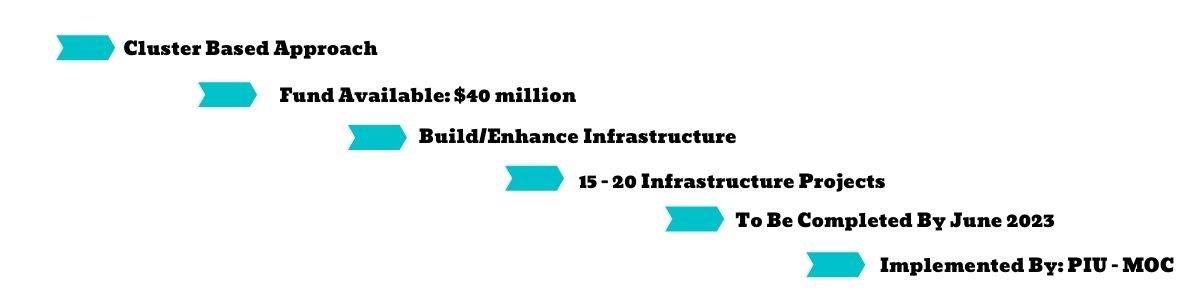 Cluster Based Approach
Fund Available: $40 million
Build/Enhance Infrastructure
15 - 20 Infrastructure Projects
To Be Completed By June 2023
Implemented By: PIU - MOC